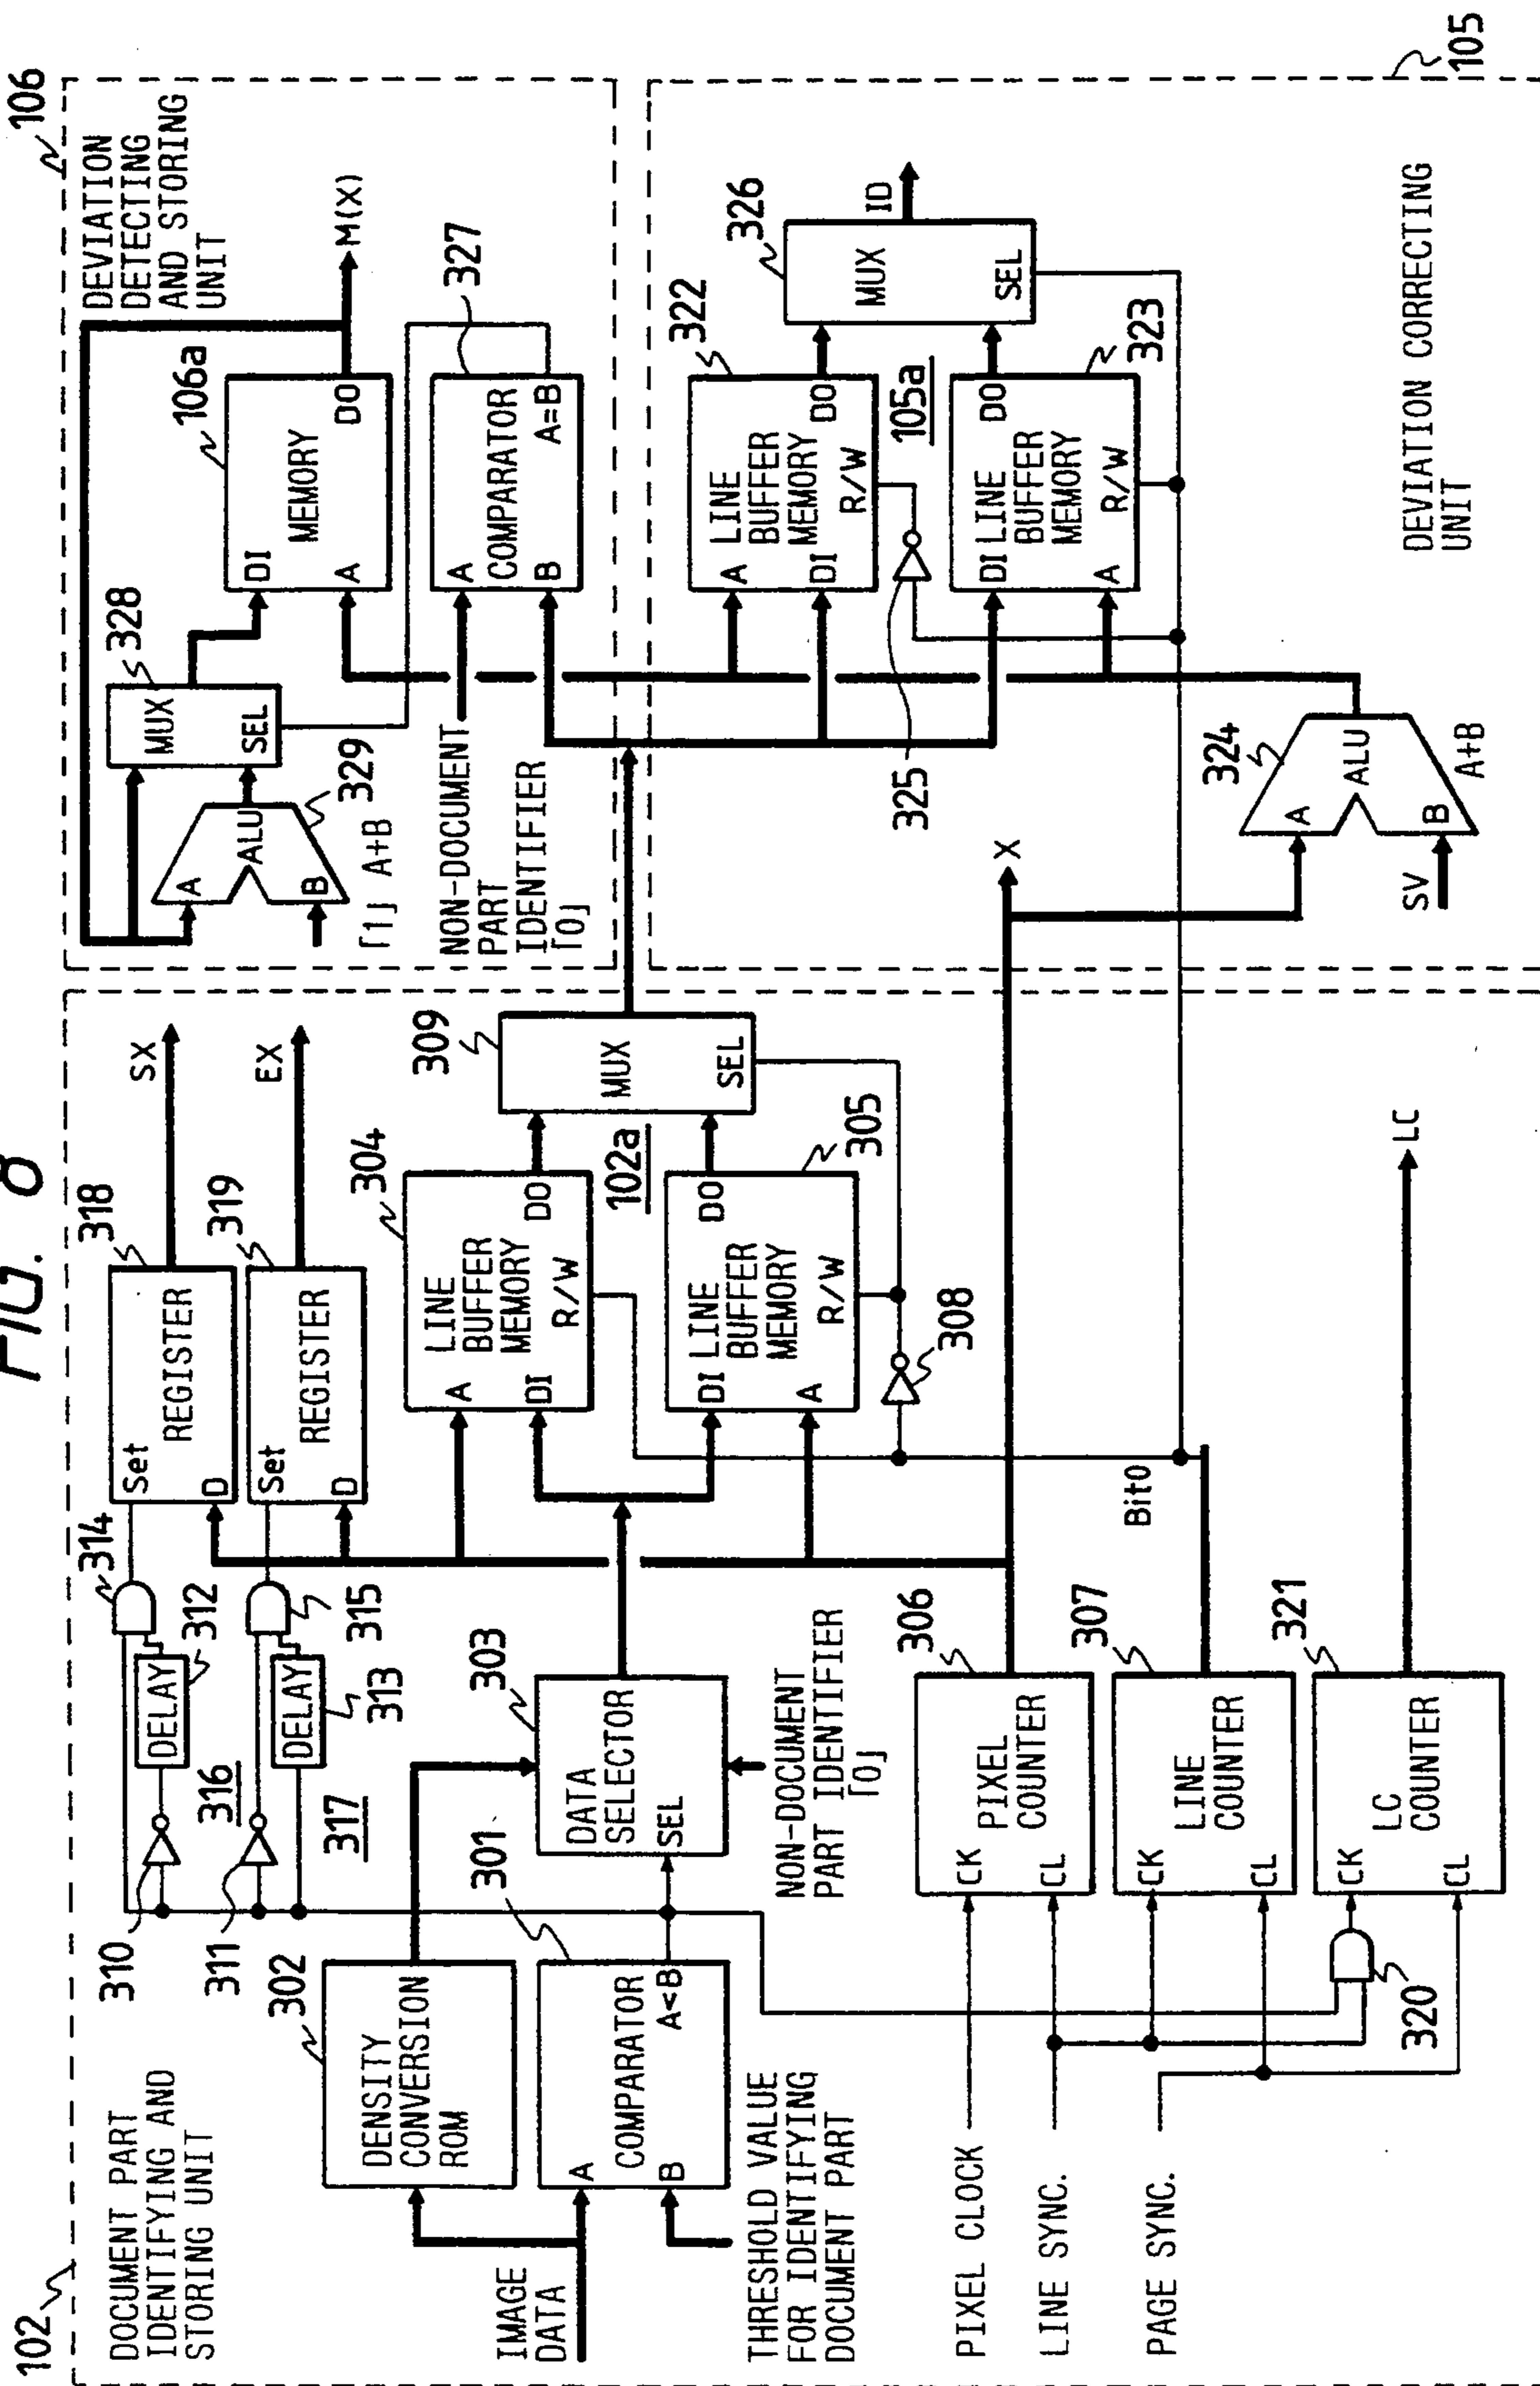 FIG. 8
102
DOCUMENT PART
IDENTIFYING AND
STORING UNIT
310
311
316
317
DELAY
312
DELAY
313
314
315
Set
D
REGISTER
318
SX
Set
D
REGISTER
319
EX
IMAGE
DATA
302
DENSITY
CONVERSION
ROM
301
A
B
COMPARATOR
A<B
THRESHOLD VALUE
FOR IDENTIFYING
DOCUMENT PART
303
DATA
SELECTOR
SEL
NON-DOCUMENT
PART IDENTIFIER
「0」
304
A
DI
LINE
BUFFER
MEMORY
DO
R/W
102a
305
DI
A
LINE
BUFFER
MEMORY
DO
R/W
308
309
MUX
SEL
PIXEL CLOCK
LINE SYNC.
PAGE SYNC.
306
CK
CL
PIXEL
COUNTER
307
CK
CL
LINE
COUNTER
Bit0
320
321
CK
CL
LC
COUNTER
LC
X
106
DEVIATION
DETECTING
AND STORING
UNIT
A
B
ALU
329
「1」 A+B
328
MUX
SEL
106a
DI
A
MEMORY
DO
M(X)
327
A
B
COMPARATOR
A=B
NON-DOCUMENT
PART
IDENTIFIER
「0」
105
322
A
DI
LINE
BUFFER
MEMORY
DO
R/W
105a
325
323
DI
A
LINE
BUFFER
MEMORY
DO
R/W
326
MUX
SEL
ID
324
A
B
ALU
A+B
SV
DEVIATION CORRECTING
UNIT